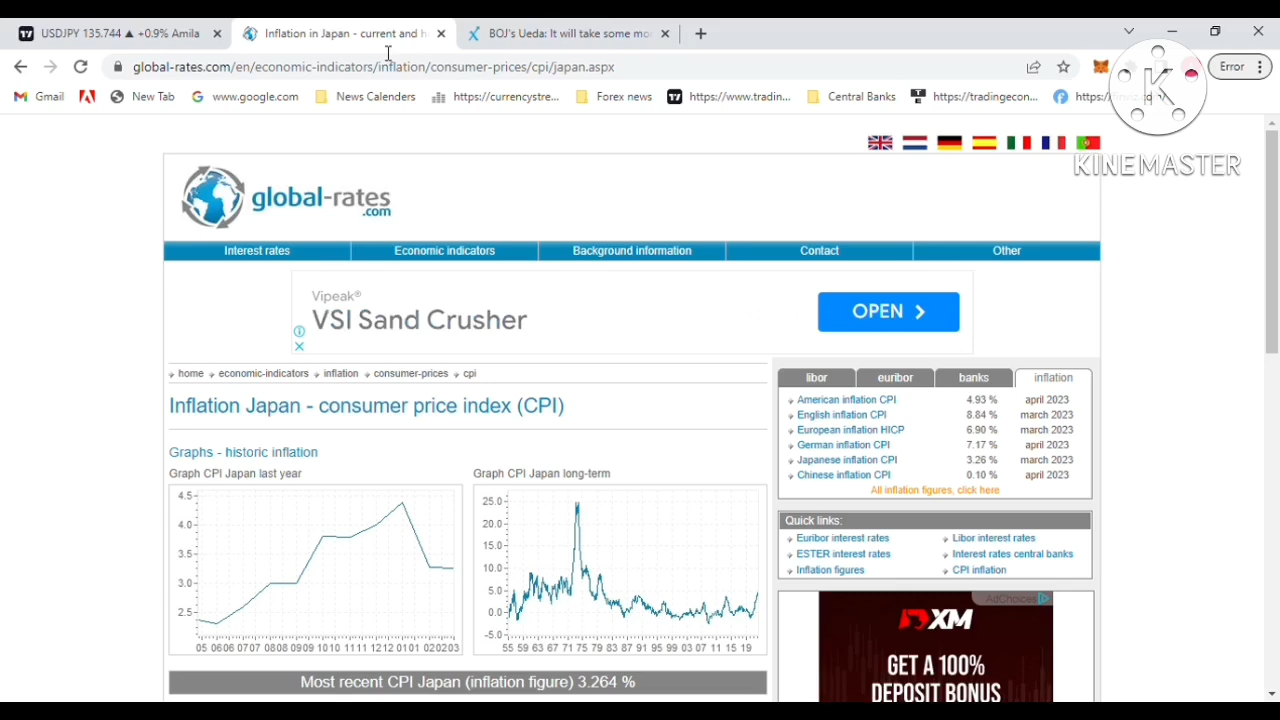 USDJPY 135.744 ▲ +0.9% Amila
Inflation in Japan - current and h
BOJ's Ueda: It will take some mo
global-rates.com/en/economic-indicators/inflation/consumer-prices/cpi/japan.aspx
Error
Gmail
New Tab
www.google.com
News Calenders
https://currencystre...
Forex news
https://www.tradin...
Central Banks
https://tradingecon...
KINEMASTER
global-rates
.com
Interest rates Economic indicators Background information Contact Other
Vipeak®
VSI Sand Crusher
OPEN
home economic-indicators inflation consumer-prices cpi
Inflation Japan - consumer price index (CPI)
Graphs - historic inflation
Graph CPI Japan last year
4.5
4.0
3.5
3.0
2.5
05 06 06 07 07 08 08 09 09 10 10 11 11 12 12 01 01 02 02 03 03
Graph CPI Japan long-term
25.0
20.0
15.0
10.0
5.0
0.0
-5.0
55 59 63 67 71 75 79 83 87 91 95 99 03 07 11 15 19
Most recent CPI Japan (inflation figure) 3.264 %
libor euribor banks inflation
American inflation CPI 4.93 % april 2023
English inflation CPI 8.84 % march 2023
European inflation HICP 6.90 % march 2023
German inflation CPI 7.17 % april 2023
Japanese inflation CPI 3.26 % march 2023
Chinese inflation CPI 0.10 % april 2023
All inflation figures, click here
Quick links:
Euribor interest rates Libor interest rates
ESTER interest rates Interest rates central banks
Inflation figures CPI inflation
AdChoices
XM
GET A 100%
DEPOSIT BONUS